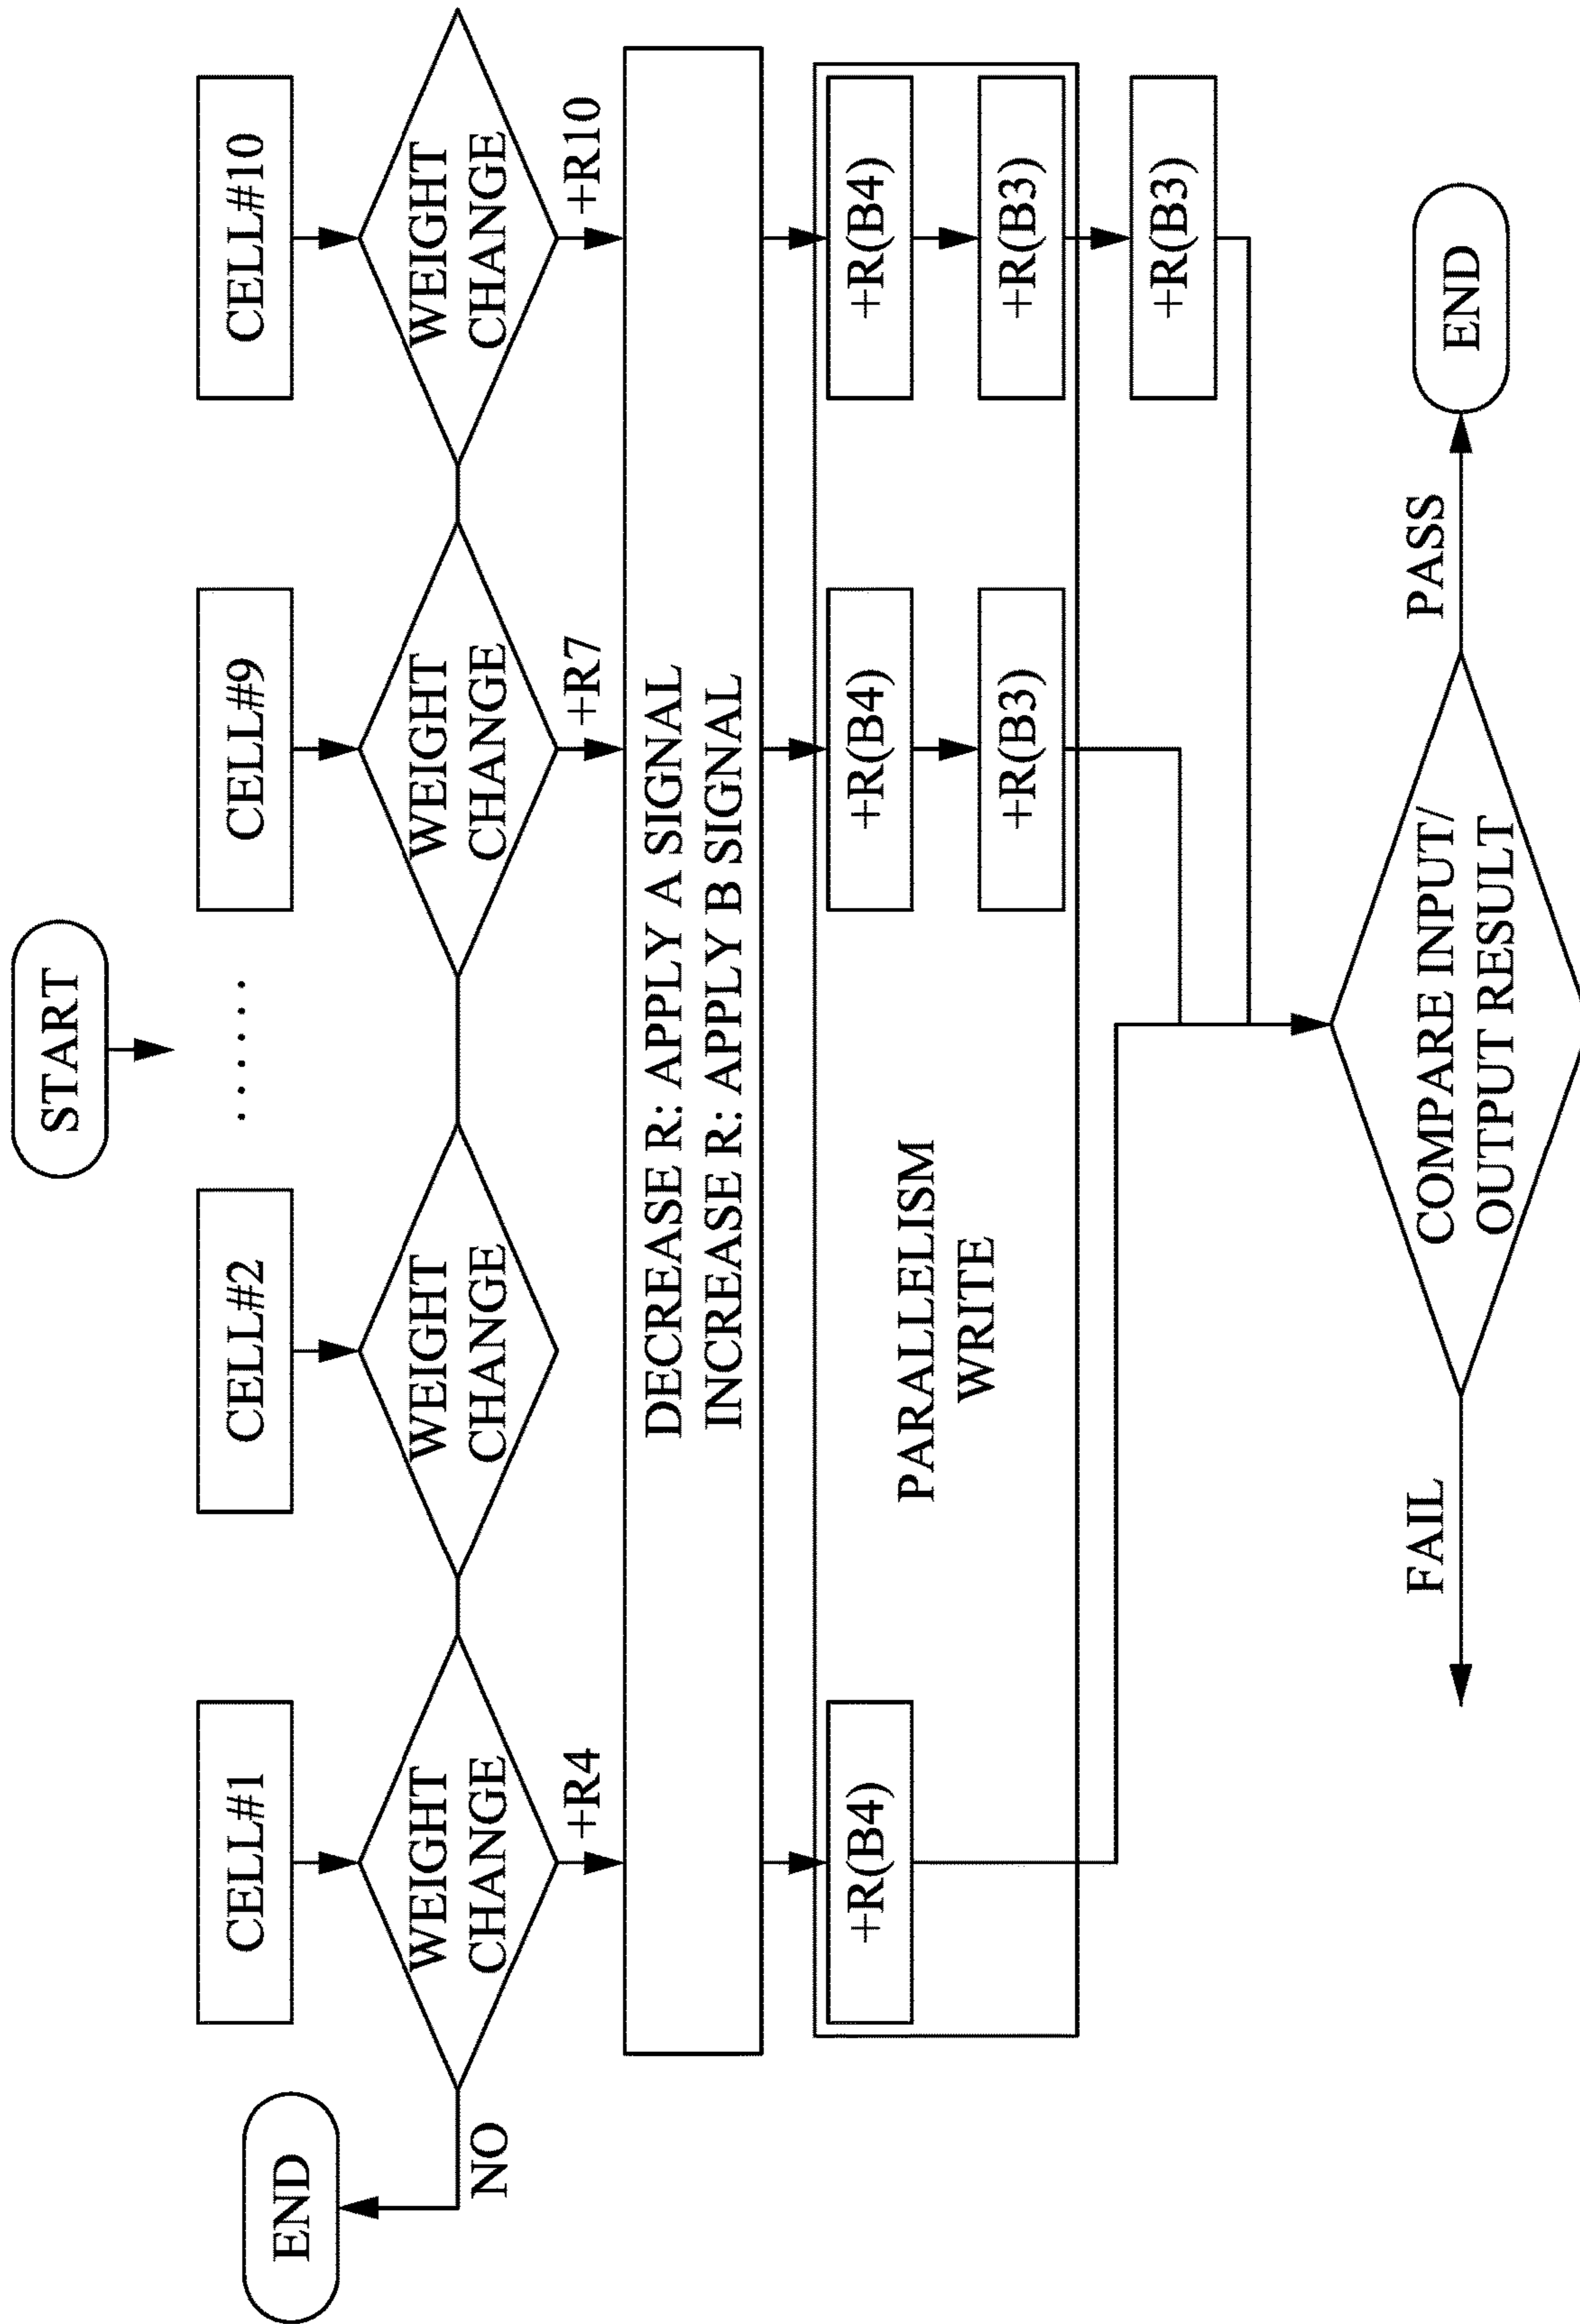 START
CELL#1
CELL#2
......
CELL#9
CELL#10
END
NO
WEIGHT
CHANGE
WEIGHT
CHANGE
WEIGHT
CHANGE
WEIGHT
CHANGE
+R4
+R7
+R10
DECREASE R: APPLY A SIGNAL
INCREASE R: APPLY B SIGNAL
+R(B4)
PARALLELISM
WRITE
+R(B4)
+R(B4)
+R(B3)
+R(B3)
+R(B3)
FAIL
COMPARE INPUT/
OUTPUT RESULT
PASS
END